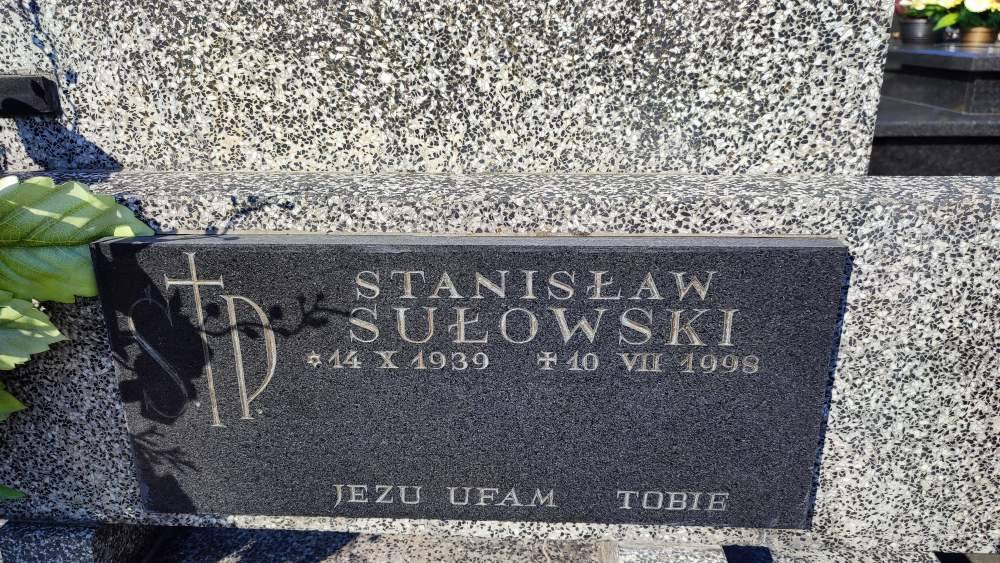 Ś P.
STANISŁAW
SUŁOWSKI
* 14 X 1939 ✝ 10 VII 1998
JEZU UFAM TOBIE